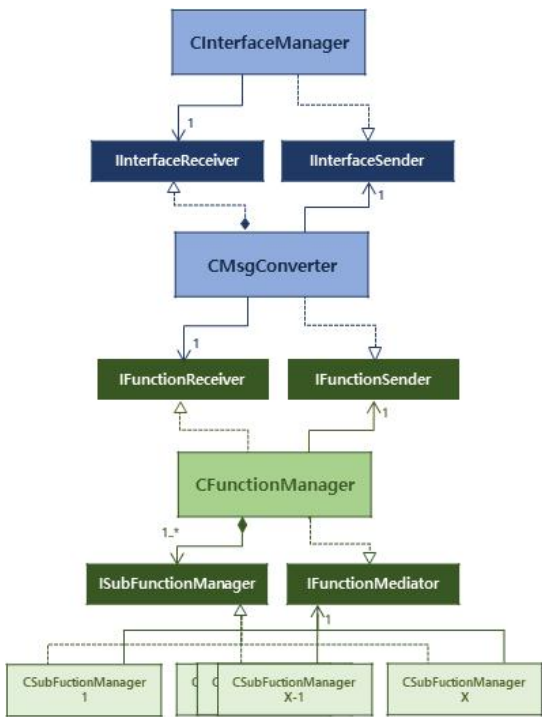 CInterfaceManager
1
IInterfaceReceiver
IInterfaceSender
1
CMsgConverter
1
IFunctionReceiver
IFunctionSender
1
CFunctionManager
1..*
ISubFunctionManager
IFunctionMediator
1
CSubFuctionManager
1
C
C
CSubFuctionManager
X-1
CSubFuctionManager
X